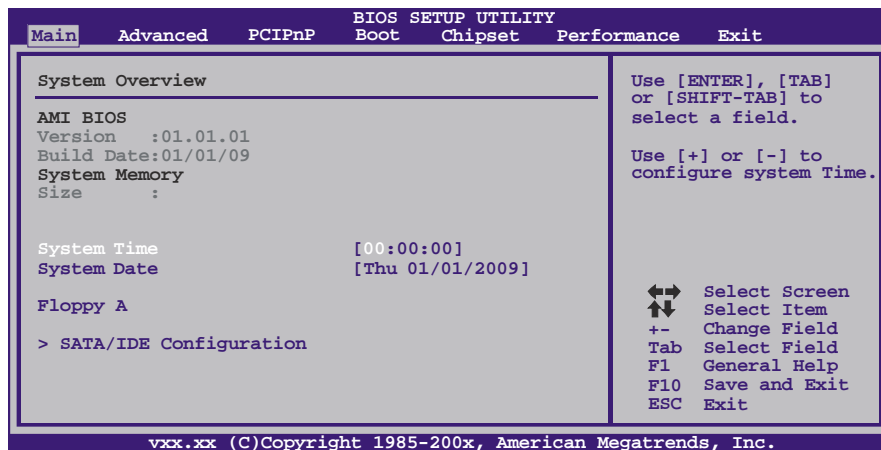 BIOS SETUP UTILITY
Main Advanced PCIPnP Boot Chipset Performance Exit
System Overview
AMI BIOS
Version :01.01.01
Build Date:01/01/09
System Memory
Size :
System Time [00:00:00]
System Date [Thu 01/01/2009]
Floppy A
> SATA/IDE Configuration
Use [ENTER], [TAB]
or [SHIFT-TAB] to
select a field.
Use [+] or [-] to
configure system Time.
Select Screen
Select Item
+- Change Field
Tab Select Field
F1 General Help
F10 Save and Exit
ESC Exit
vxx.xx (C)Copyright 1985-200x, American Megatrends, Inc.